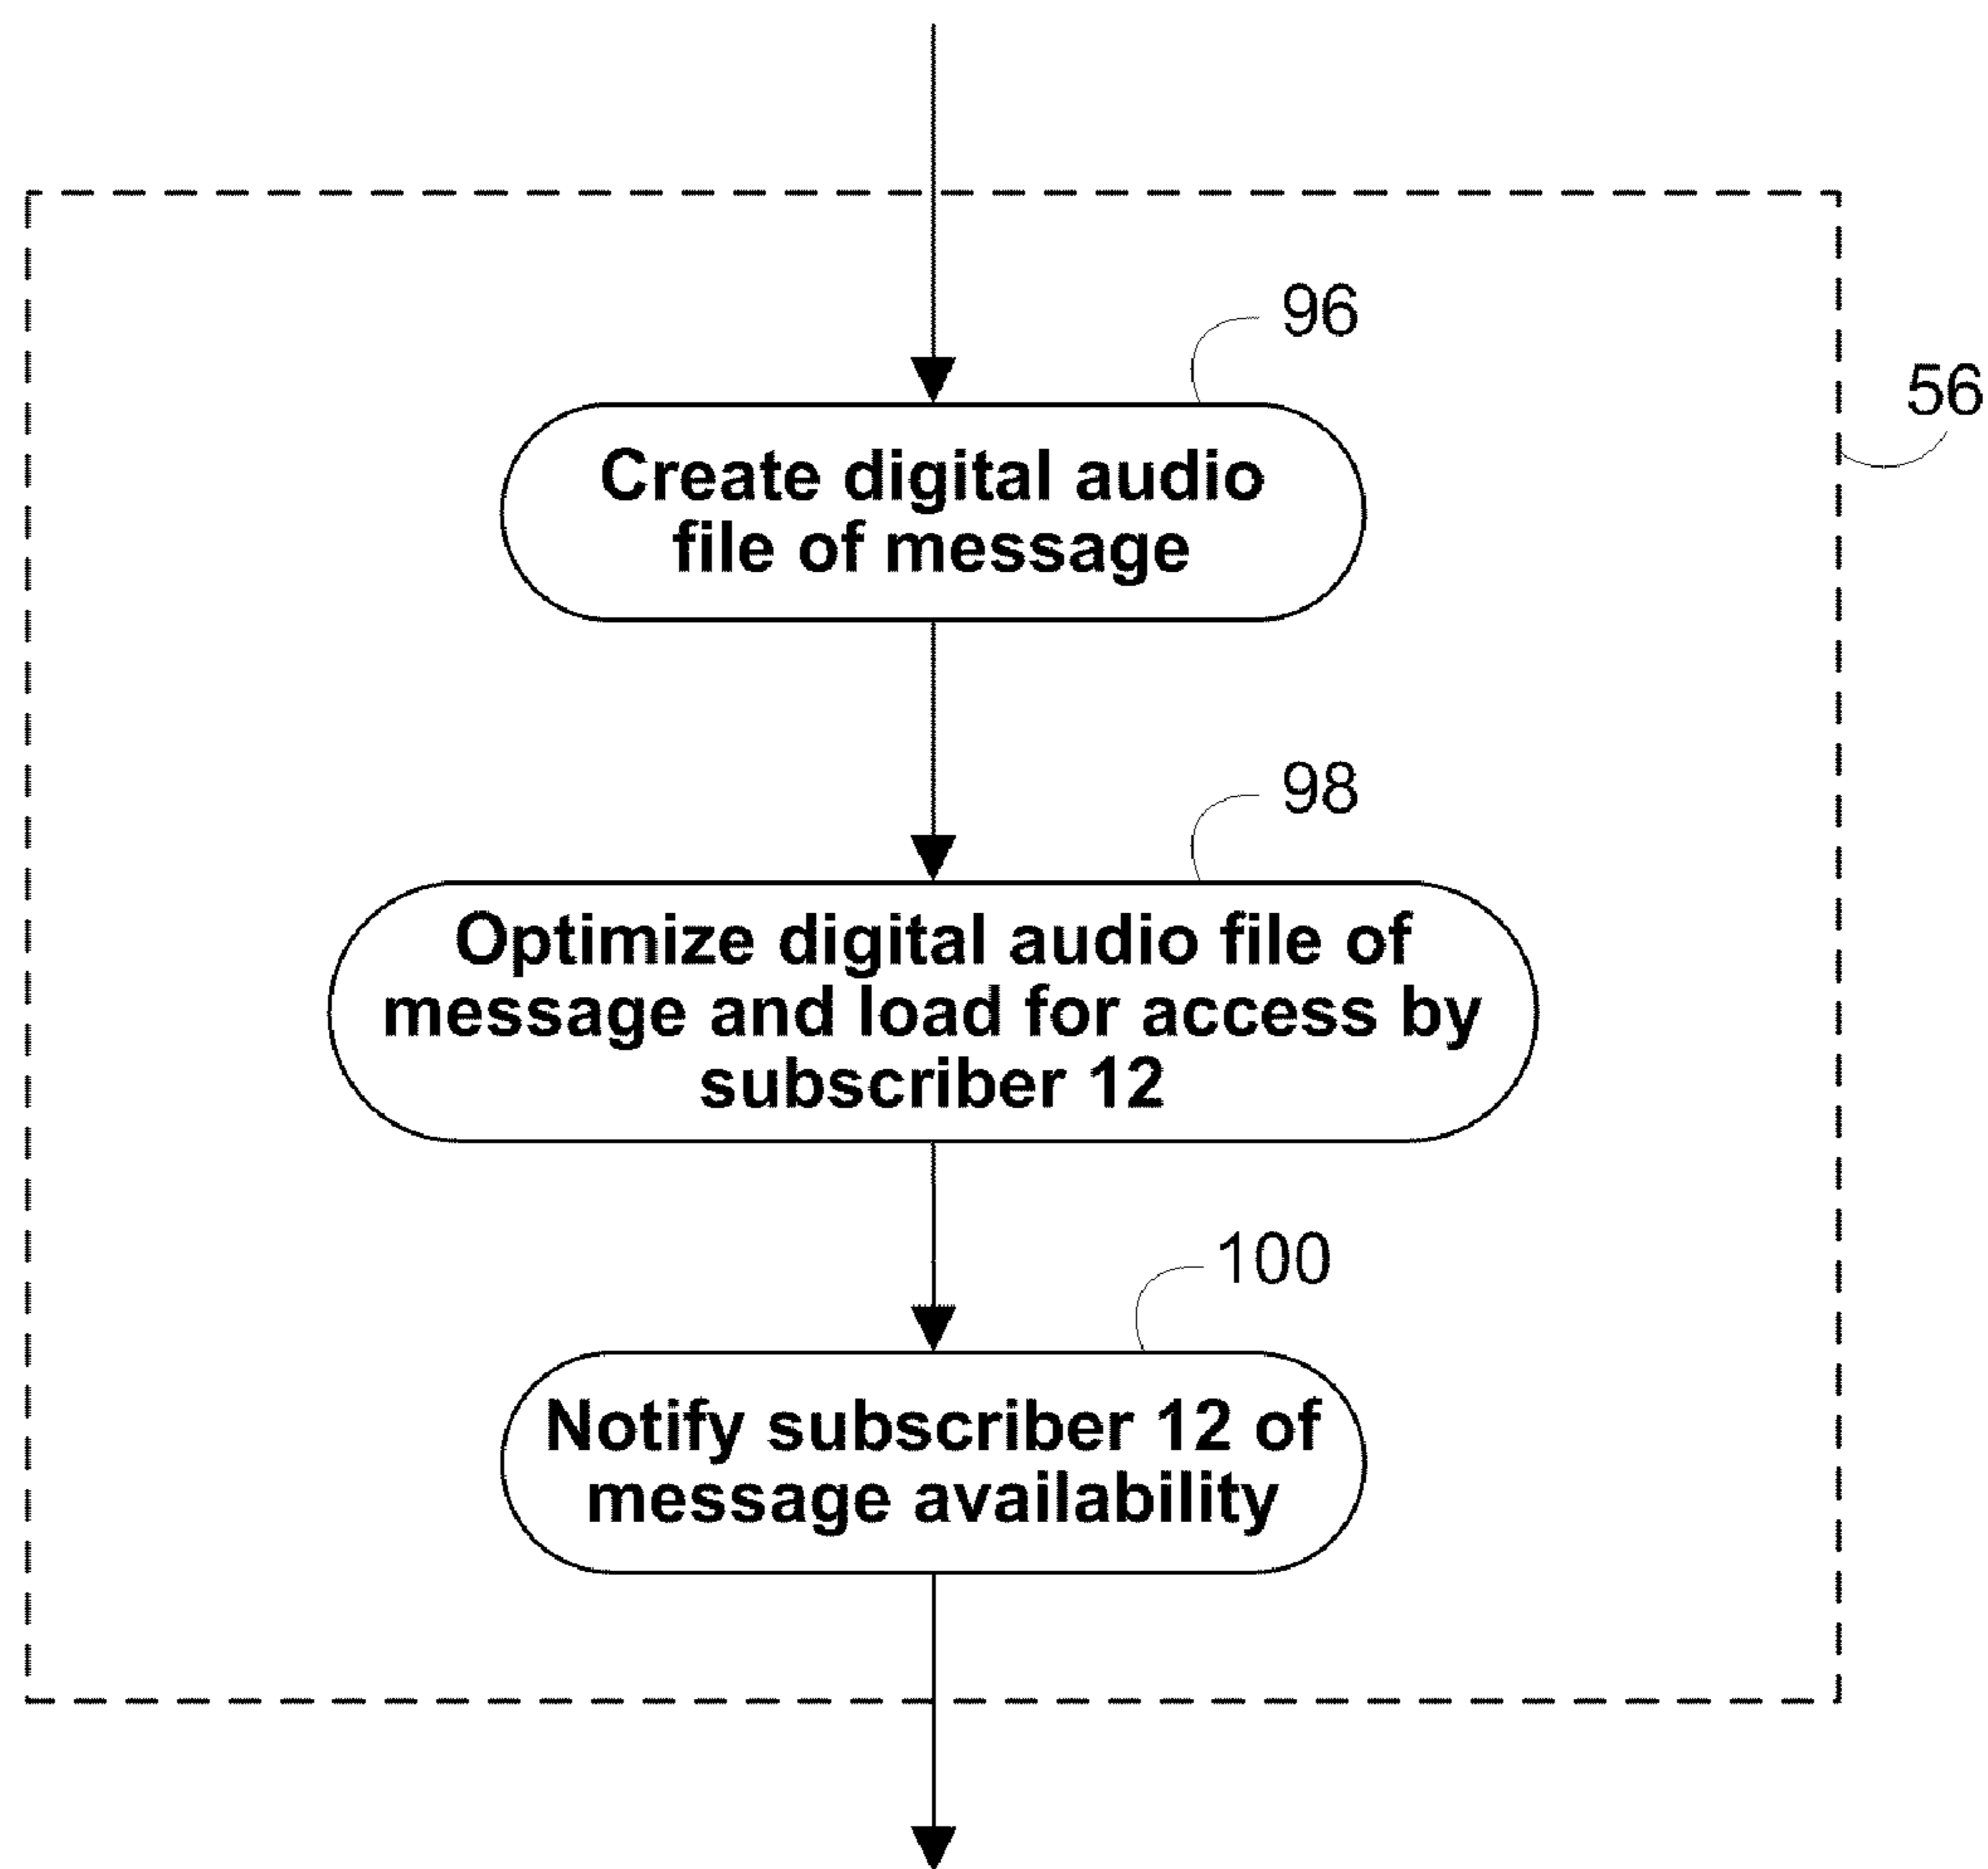 96
56
Create digital audio
file of message
98
Optimize digital audio file of
message and load for access by
subscriber 12
100
Notify subscriber 12 of
message availability